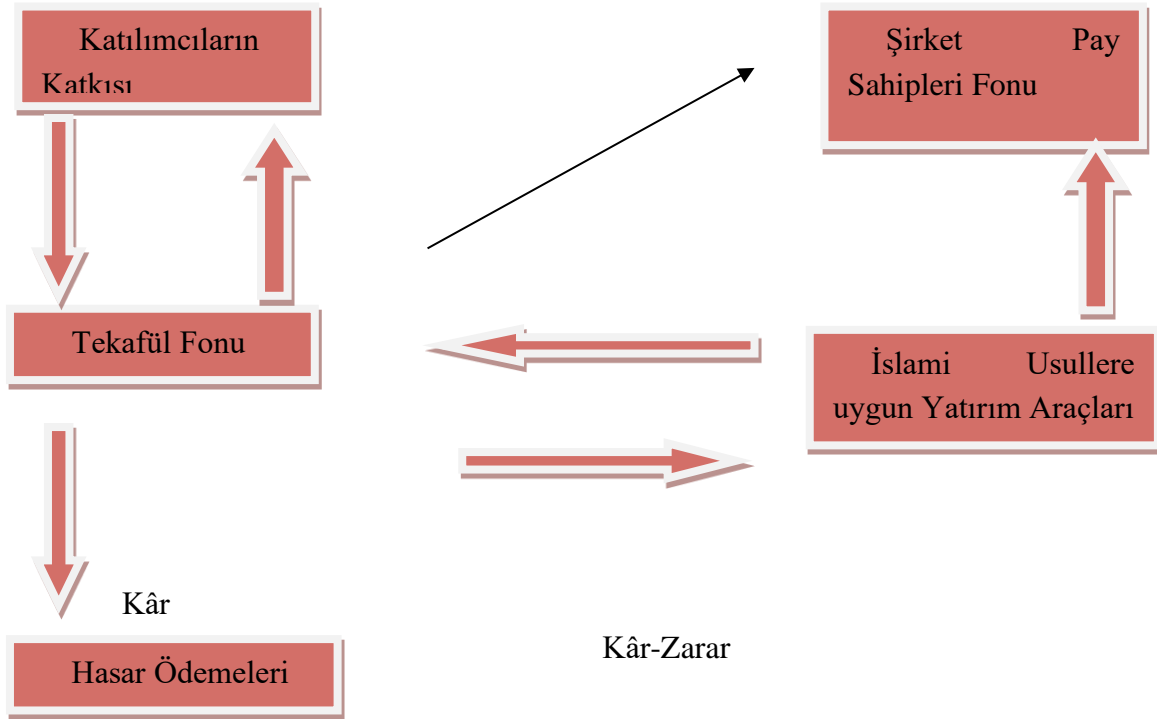 Katılımcıların
Katkısı
Şirket Pay
Sahipleri Fonu
Tekafül Fonu
İslami Usullere
uygun Yatırım Araçları
Kâr
Kâr-Zarar
Hasar Ödemeleri